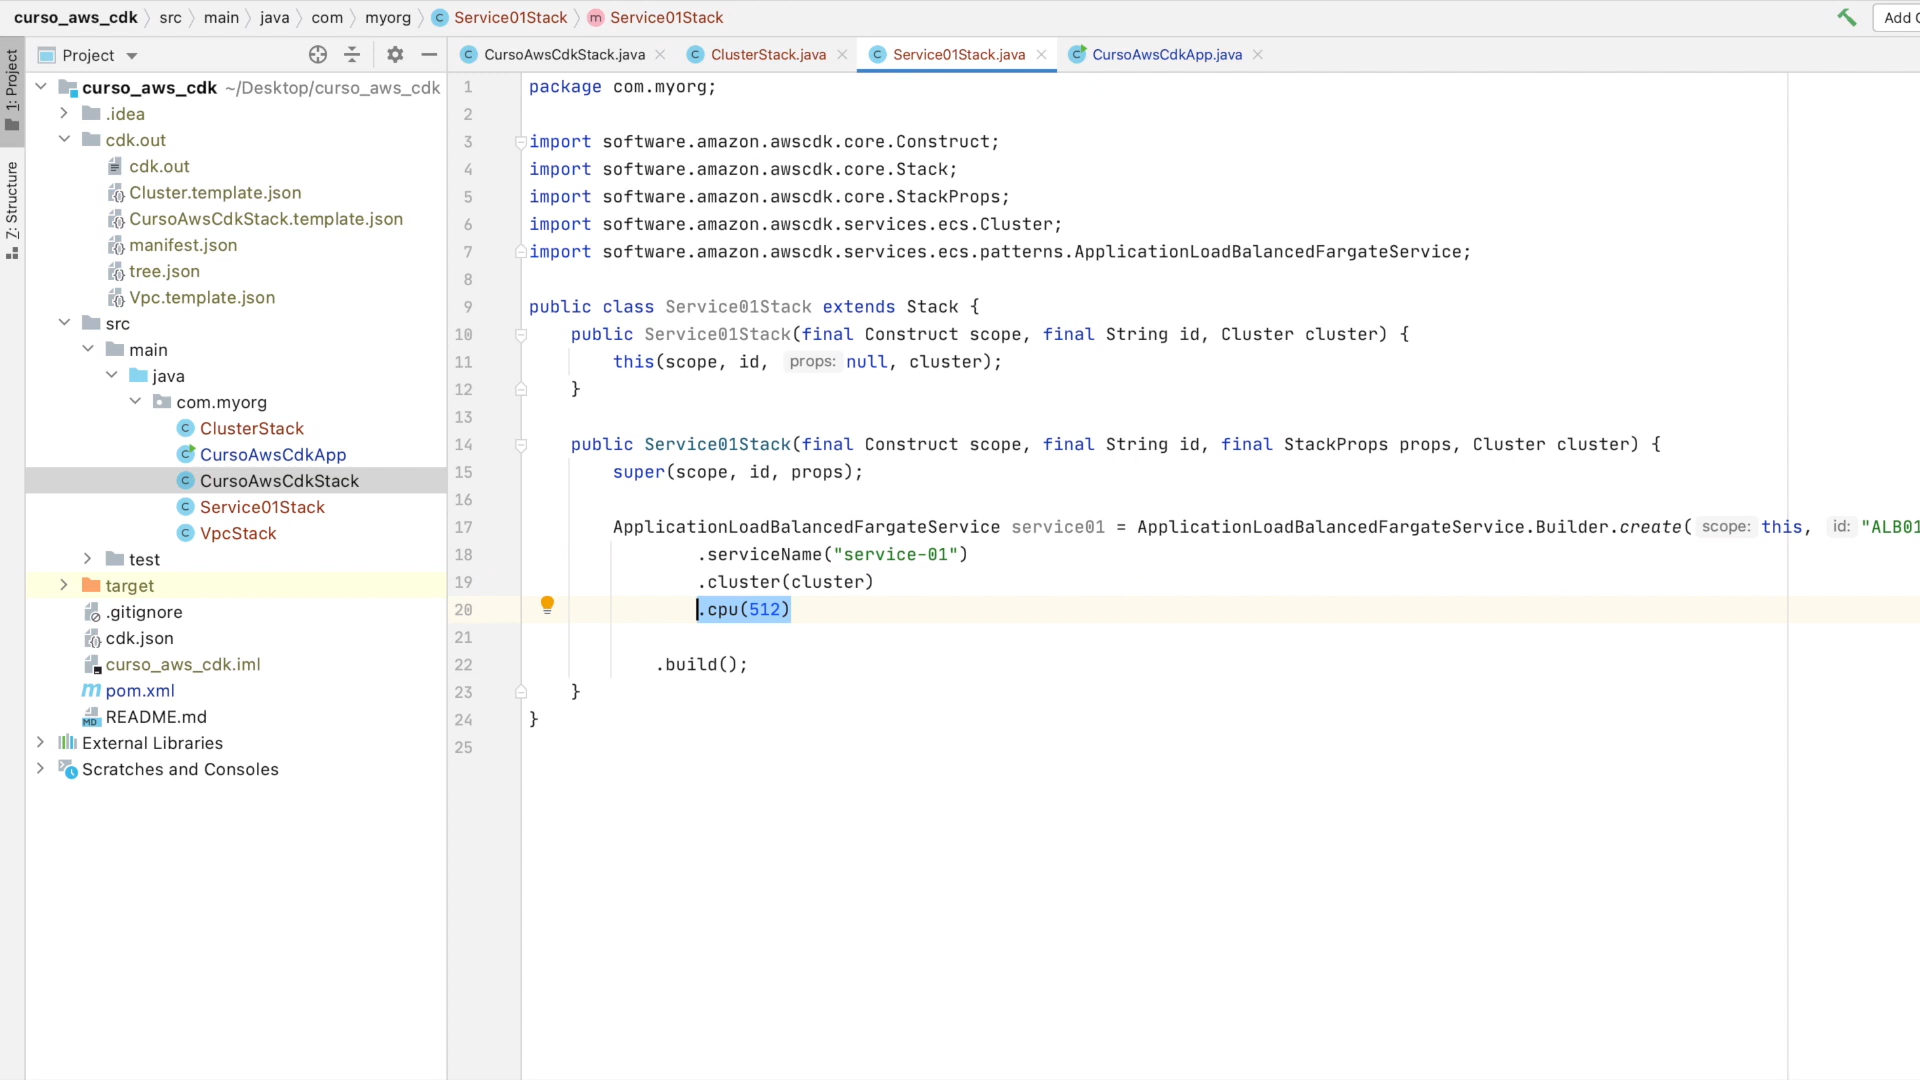 curso_aws_cdk src main java com myorg Service01Stack Service01Stack
Add
1: Project
Z: Structure
Project
CursoAwsCdkStack.java ClusterStack.java Service01Stack.java CursoAwsCdkApp.java
curso_aws_cdk ~/Desktop/curso_aws_cdk
.idea
cdk.out
cdk.out
Cluster.template.json
CursoAwsCdkStack.template.json
manifest.json
tree.json
Vpc.template.json
src
main
java
com.myorg
ClusterStack
CursoAwsCdkApp
CursoAwsCdkStack
Service01Stack
VpcStack
test
target
.gitignore
cdk.json
curso_aws_cdk.iml
pom.xml
README.md
External Libraries
Scratches and Consoles
1 package com.myorg;
2
3 import software.amazon.awscdk.core.Construct;
4 import software.amazon.awscdk.core.Stack;
5 import software.amazon.awscdk.core.StackProps;
6 import software.amazon.awscdk.services.ecs.Cluster;
7 import software.amazon.awscdk.services.ecs.patterns.ApplicationLoadBalancedFargateService;
8
9 public class Service01Stack extends Stack {
10 public Service01Stack(final Construct scope, final String id, Cluster cluster) {
11 this(scope, id, props: null, cluster);
12 }
13
14 public Service01Stack(final Construct scope, final String id, final StackProps props, Cluster cluster) {
15 super(scope, id, props);
16
17 ApplicationLoadBalancedFargateService service01 = ApplicationLoadBalancedFargateService.Builder.create( scope: this, id: "ALB01
18 .serviceName("service-01")
19 .cluster(cluster)
20 .cpu(512)
21
22 .build();
23 }
24 }
25